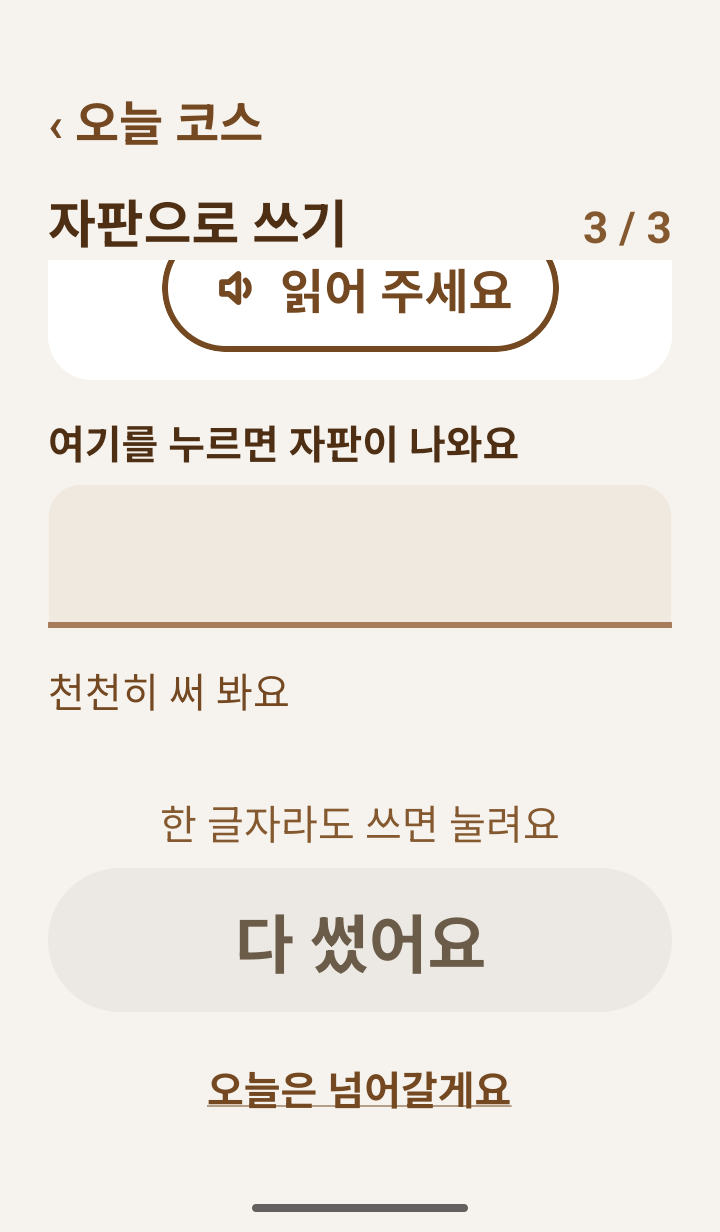 ‹ 오늘 코스
자판으로 쓰기
3 / 3
읽어 주세요
여기를 누르면 자판이 나와요
천천히 써 봐요
한 글자라도 쓰면 눌려요
다 썼어요
오늘은 넘어갈게요